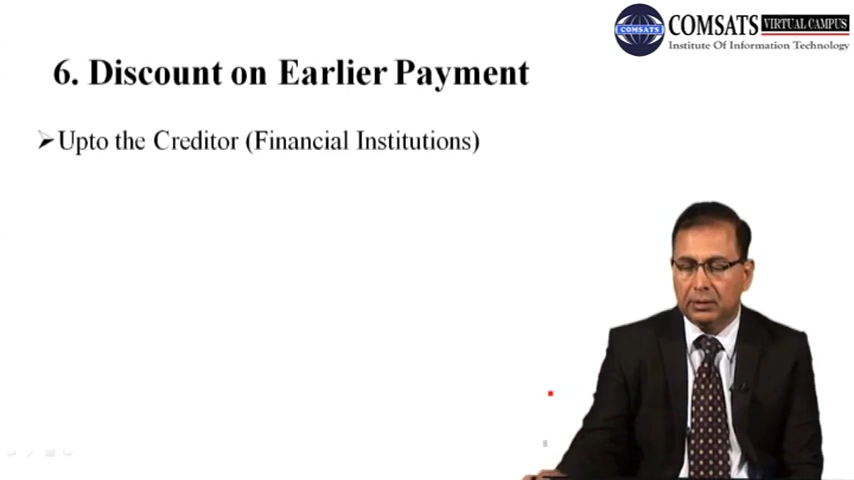 COMSATS VIRTUAL CAMPUS
Institute Of Information Technology
COMSATS
6. Discount on Earlier Payment
Upto the Creditor (Financial Institutions)